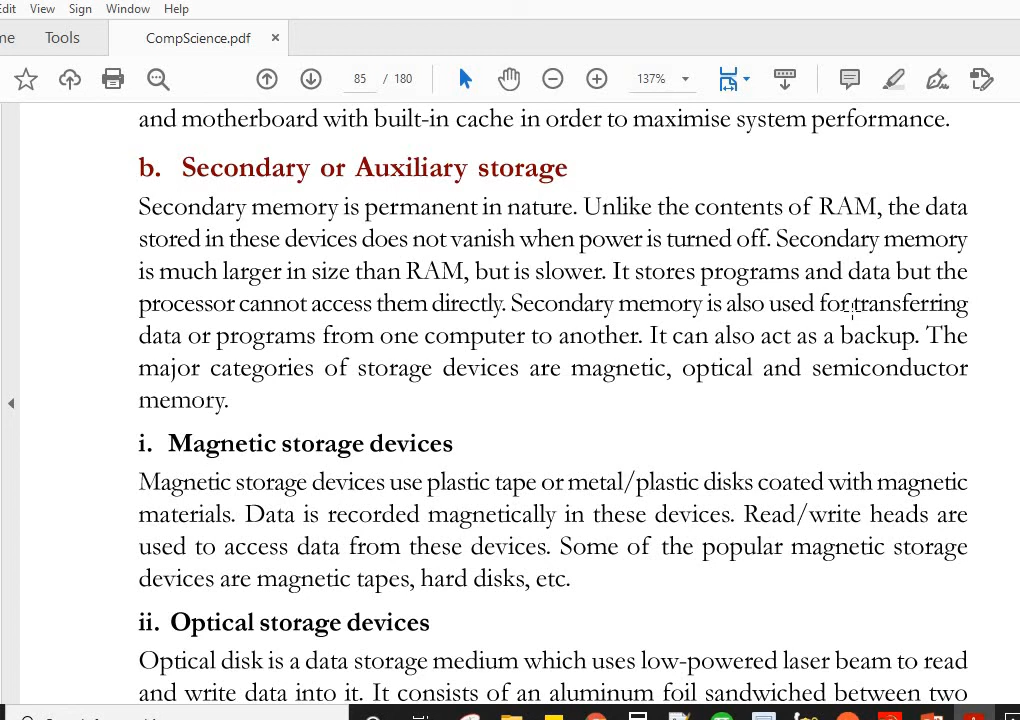 Edit View Sign Window Help
me Tools CompScience.pdf ×
85 / 180 137%
and motherboard with built-in cache in order to maximise system performance.
b. Secondary or Auxiliary storage
Secondary memory is permanent in nature. Unlike the contents of RAM, the data
stored in these devices does not vanish when power is turned off. Secondary memory
is much larger in size than RAM, but is slower. It stores programs and data but the
processor cannot access them directly. Secondary memory is also used for transferring
data or programs from one computer to another. It can also act as a backup. The
major categories of storage devices are magnetic, optical and semiconductor
memory.
i. Magnetic storage devices
Magnetic storage devices use plastic tape or metal/plastic disks coated with magnetic
materials. Data is recorded magnetically in these devices. Read/write heads are
used to access data from these devices. Some of the popular magnetic storage
devices are magnetic tapes, hard disks, etc.
ii. Optical storage devices
Optical disk is a data storage medium which uses low-powered laser beam to read
and write data into it. It consists of an aluminum foil sandwiched between two